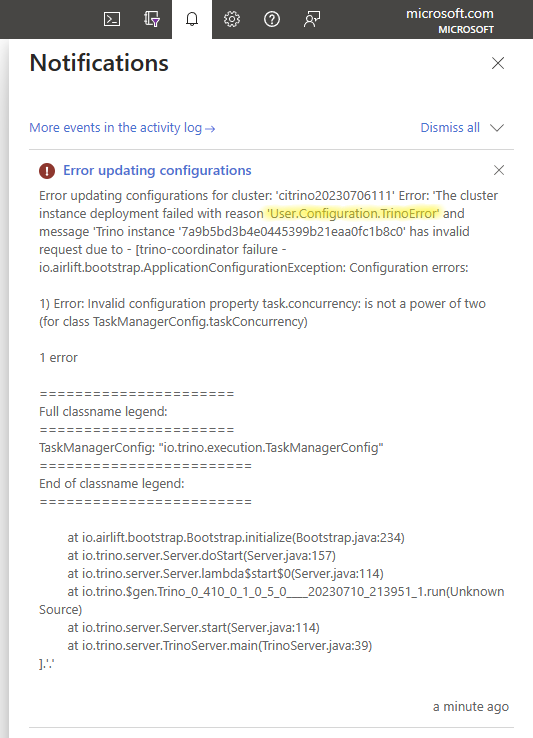 microsoft.com
MICROSOFT
Notifications
More events in the activity log→
Dismiss all
Error updating configurations
Error updating configurations for cluster: 'citrino20230706111' Error: 'The cluster
instance deployment failed with reason 'User.Configuration.TrinoError' and
message 'Trino instance '7a9b5bd3b4e0445399b21eaa0fc1b8c0' has invalid
request due to - [trino-coordinator failure -
io.airlift.bootstrap.ApplicationConfigurationException: Configuration errors:
1) Error: Invalid configuration property task.concurrency: is not a power of two
(for class TaskManagerConfig.taskConcurrency)
1 error
=======================
Full classname legend:
=======================
TaskManagerConfig: "io.trino.execution.TaskManagerConfig"
=========================
End of classname legend:
=========================
at io.airlift.bootstrap.Bootstrap.initialize(Bootstrap.java:234)
at io.trino.server.Server.doStart(Server.java:157)
at io.trino.server.Server.lambda$start$0(Server.java:114)
at io.trino.$gen.Trino_0_410_0_1_0_5_0____20230710_213951_1.run(Unknown
Source)
at io.trino.server.Server.start(Server.java:114)
at io.trino.server.TrinoServer.main(TrinoServer.java:39)
].'.'
a minute ago